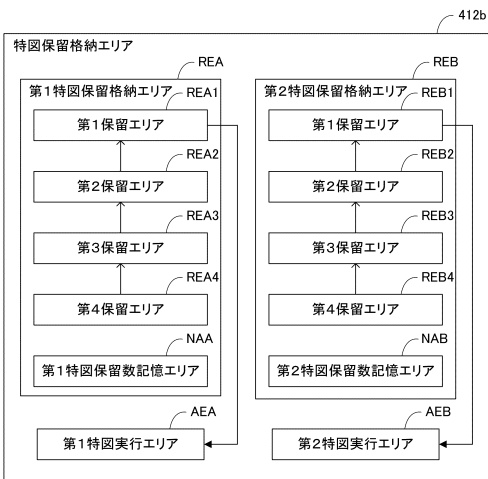 412b
特図保留格納エリア
REA
第1特図保留格納エリア
REA1
第1保留エリア
REA2
第2保留エリア
REA3
第3保留エリア
REA4
第4保留エリア
NAA
第1特図保留数記憶エリア
AEA
第1特図実行エリア
REB
第2特図保留格納エリア
REB1
第1保留エリア
REB2
第2保留エリア
REB3
第3保留エリア
REB4
第4保留エリア
NAB
第2特図保留数記憶エリア
AEB
第2特図実行エリア